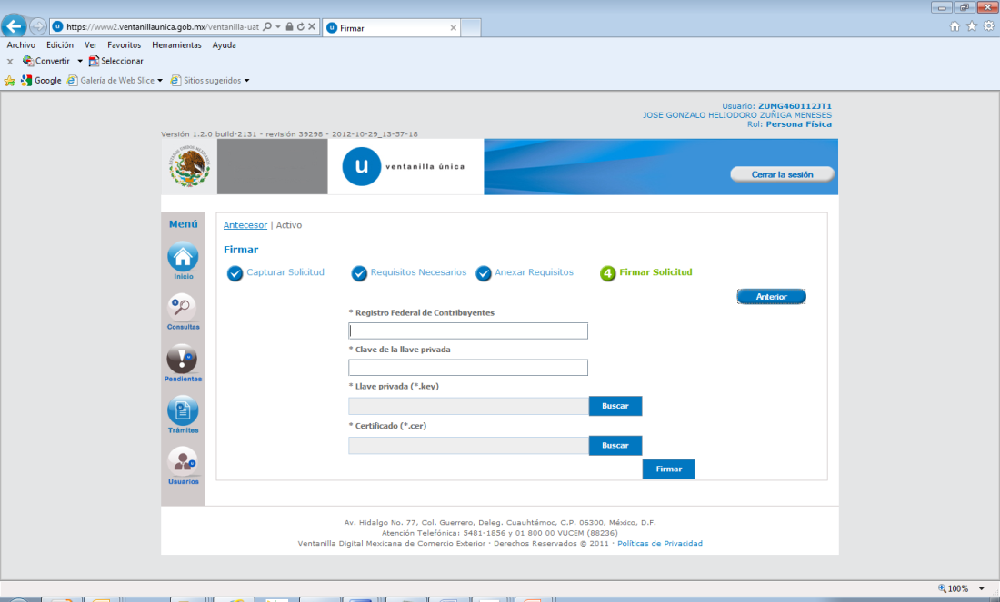 https://www2.ventanillaunica.gob.mx/ventanilla-uat
Firmar
Archivo Edición Ver Favoritos Herramientas Ayuda
x Convertir Seleccionar
Google Galería de Web Slice Sitios sugeridos
Usuario: ZUMG460112JT1
JOSE GONZALO HELIODORO ZUÑIGA MENESES
Rol: Persona Física
Versión 1.2.0 build-2131 - revisión 39298 - 2012-10-29_13-57-18
ESTADOS UNIDOS MEXICANOS
u ventanilla única
Cerrar la sesión
Menú
Inicio
Consultas
Pendientes
Trámites
Usuarios
Antecesor | Activo
Firmar
Capturar Solicitud Requisitos Necesarios Anexar Requisitos 4 Firmar Solicitud
Anterior
* Registro Federal de Contribuyentes
* Clave de la llave privada
* Llave privada (*.key)
Buscar
* Certificado (*.cer)
Buscar
Firmar
Av. Hidalgo No. 77, Col. Guerrero, Deleg. Cuauhtémoc, C.P. 06300, México, D.F.
Atención Telefónica: 5481-1856 y 01 800 00 VUCEM (88236)
Ventanilla Digital Mexicana de Comercio Exterior · Derechos Reservados © 2011 · Políticas de Privacidad
100%